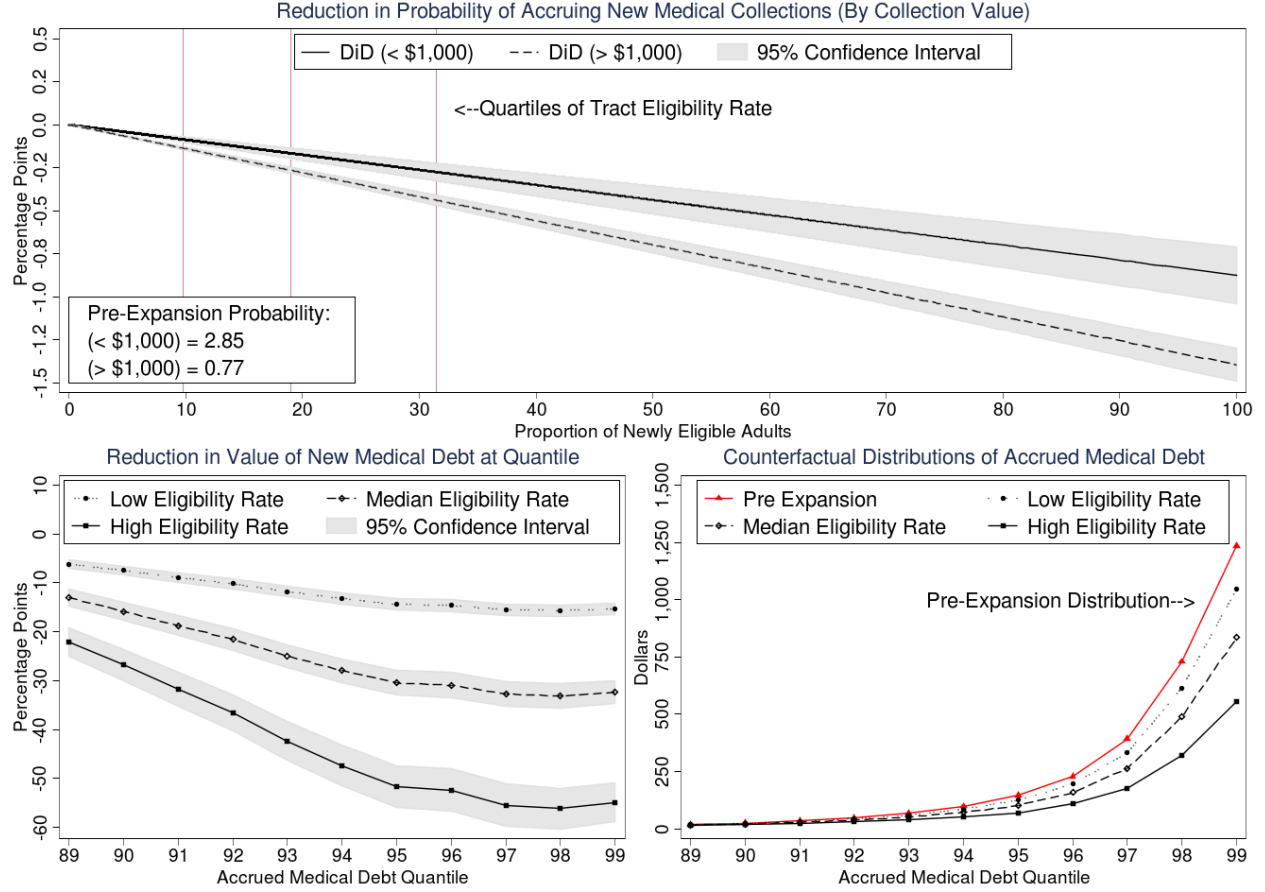 Reduction in Probability of Accruing New Medical Collections (By Collection Value)
DiD (< $1,000)
DiD (> $1,000)
95% Confidence Interval
<--Quartiles of Tract Eligibility Rate
Percentage Points
0.5
0.2
0.0
-0.2
-0.5
-0.8
-1.0
-1.2
-1.5
Pre-Expansion Probability:
(< $1,000) = 2.85
(> $1,000) = 0.77
0 10 20 30 40 50 60 70 80 90 100
Proportion of Newly Eligible Adults
Reduction in Value of New Medical Debt at Quantile
Low Eligibility Rate
Median Eligibility Rate
High Eligibility Rate
95% Confidence Interval
Percentage Points
10
0
-10
-20
-30
-40
-50
-60
89 90 91 92 93 94 95 96 97 98 99
Accrued Medical Debt Quantile
Counterfactual Distributions of Accrued Medical Debt
Pre Expansion
Low Eligibility Rate
Median Eligibility Rate
High Eligibility Rate
Pre-Expansion Distribution-->
Dollars
1,500
1,250
1,000
750
500
250
0
89 90 91 92 93 94 95 96 97 98 99
Accrued Medical Debt Quantile